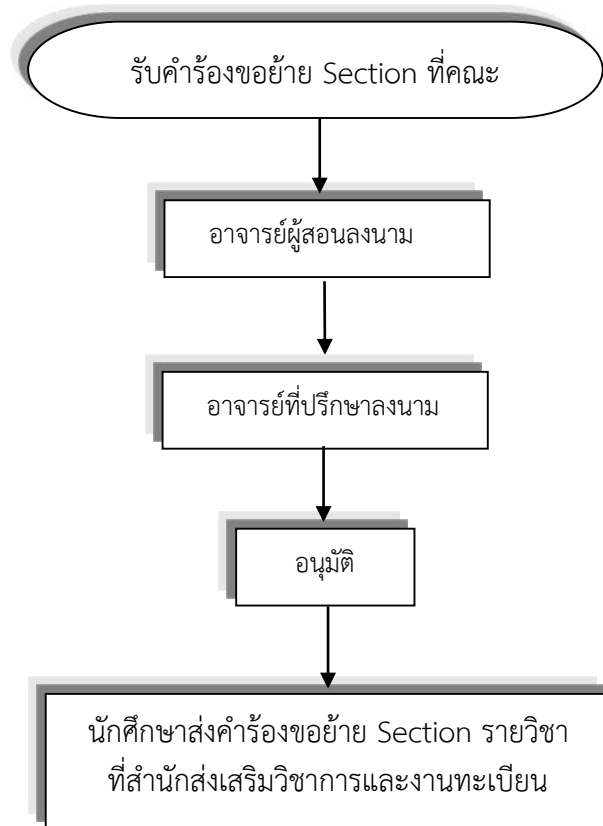 รับคำร้องขอย้าย Section ที่คณะ
อาจารย์ผู้สอนลงนาม
อาจารย์ที่ปรึกษาลงนาม
อนุมัติ
นักศึกษาส่งคำร้องขอย้าย Section รายวิชา
ที่สำนักส่งเสริมวิชาการและงานทะเบียน